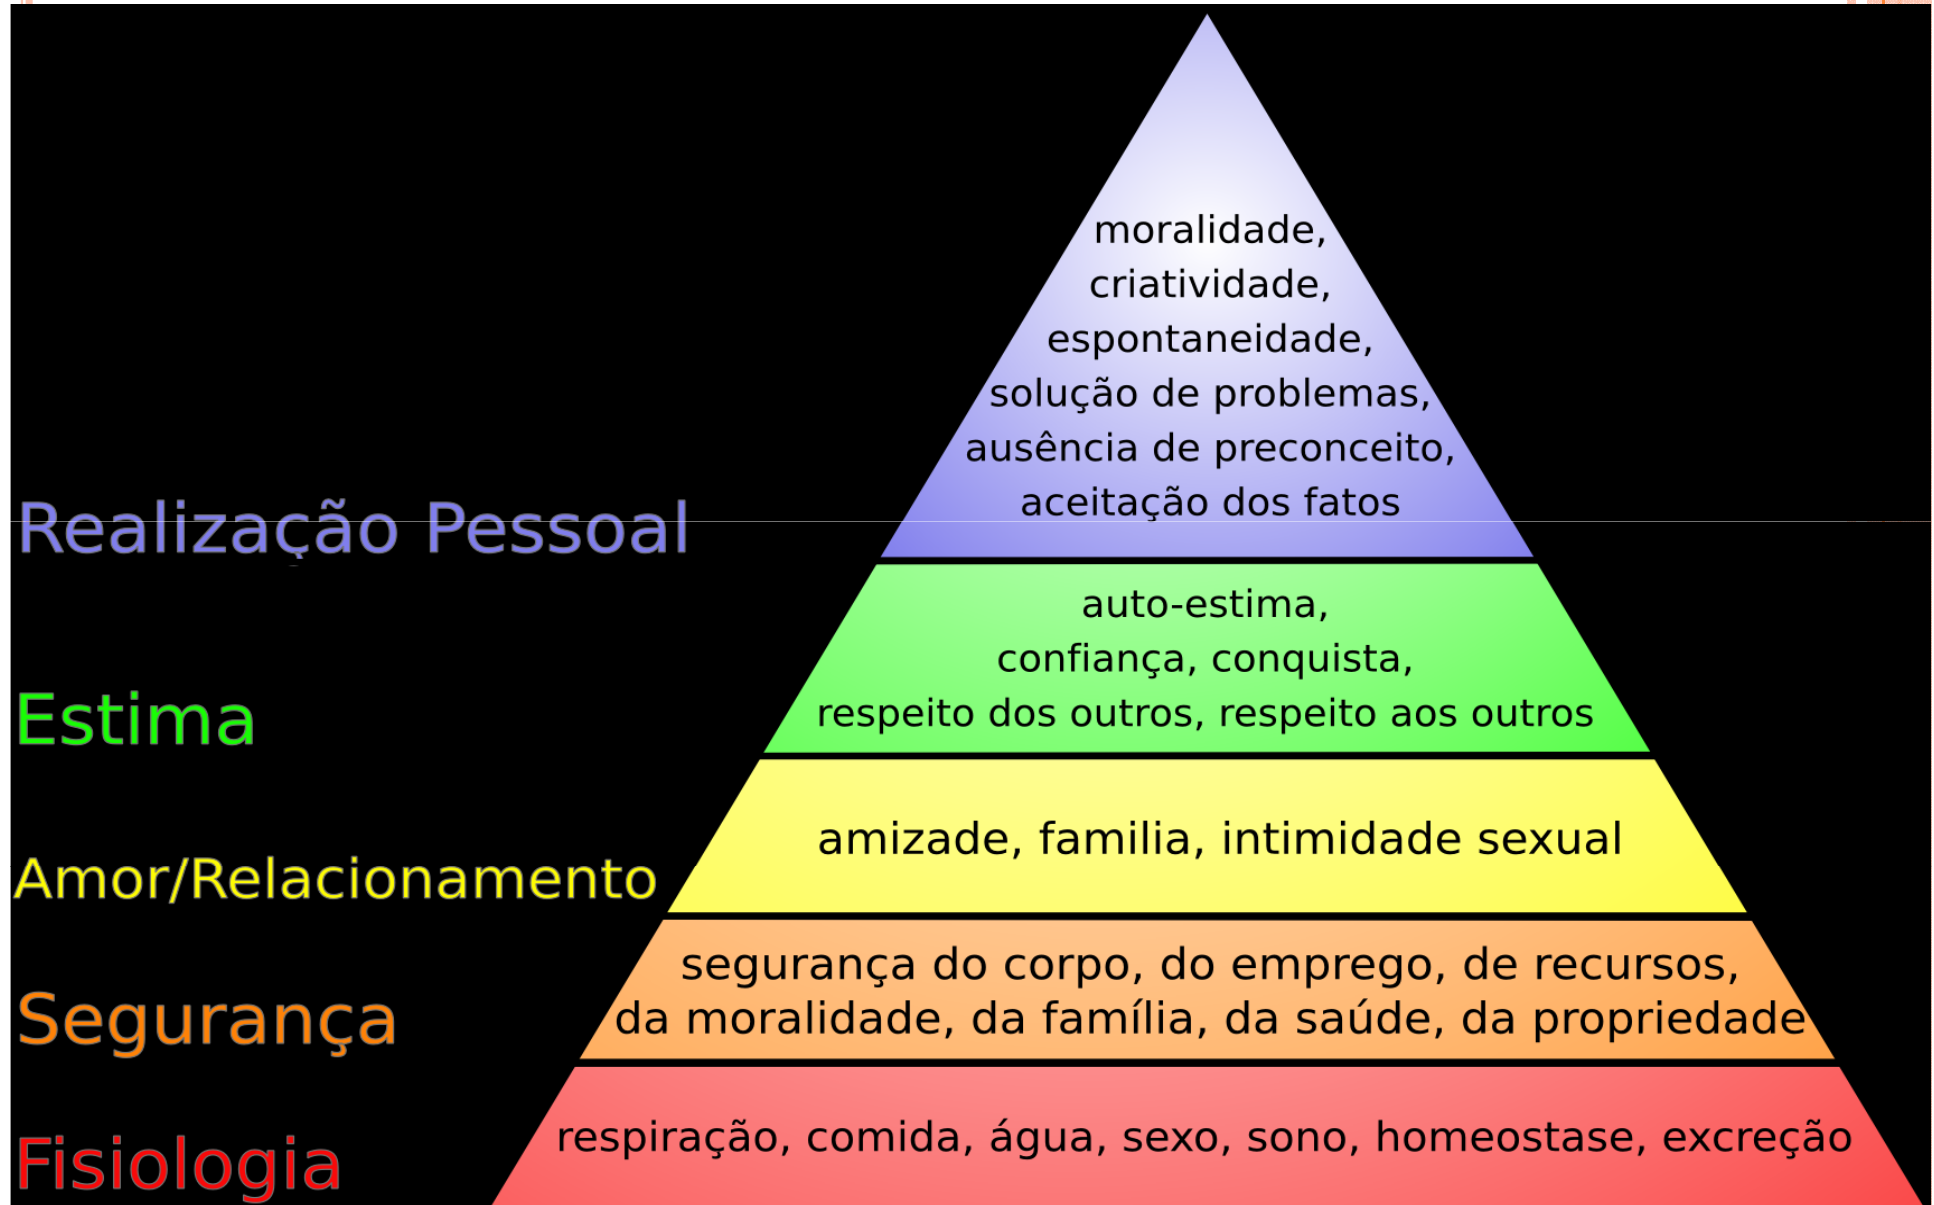 moralidade,
criatividade,
espontaneidade,
solução de problemas,
ausência de preconceito,
aceitação dos fatos
Realização Pessoal
auto-estima,
confiança, conquista,
respeito dos outros, respeito aos outros
Estima
amizade, familia, intimidade sexual
Amor/Relacionamento
segurança do corpo, do emprego, de recursos,
da moralidade, da família, da saúde, da propriedade
Segurança
respiração, comida, água, sexo, sono, homeostase, excreção
Fisiologia